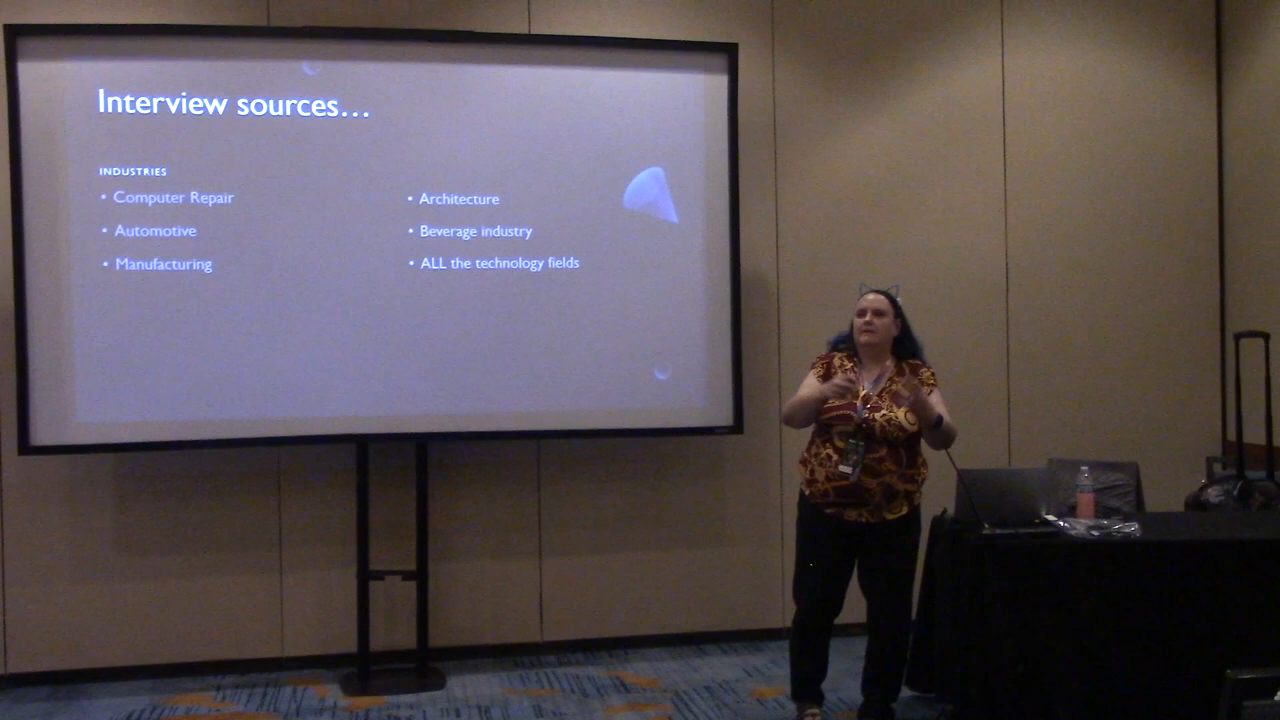 Interview sources...
INDUSTRIES
• Computer Repair
• Automotive
• Manufacturing
• Architecture
• Beverage industry
• ALL the technology fields